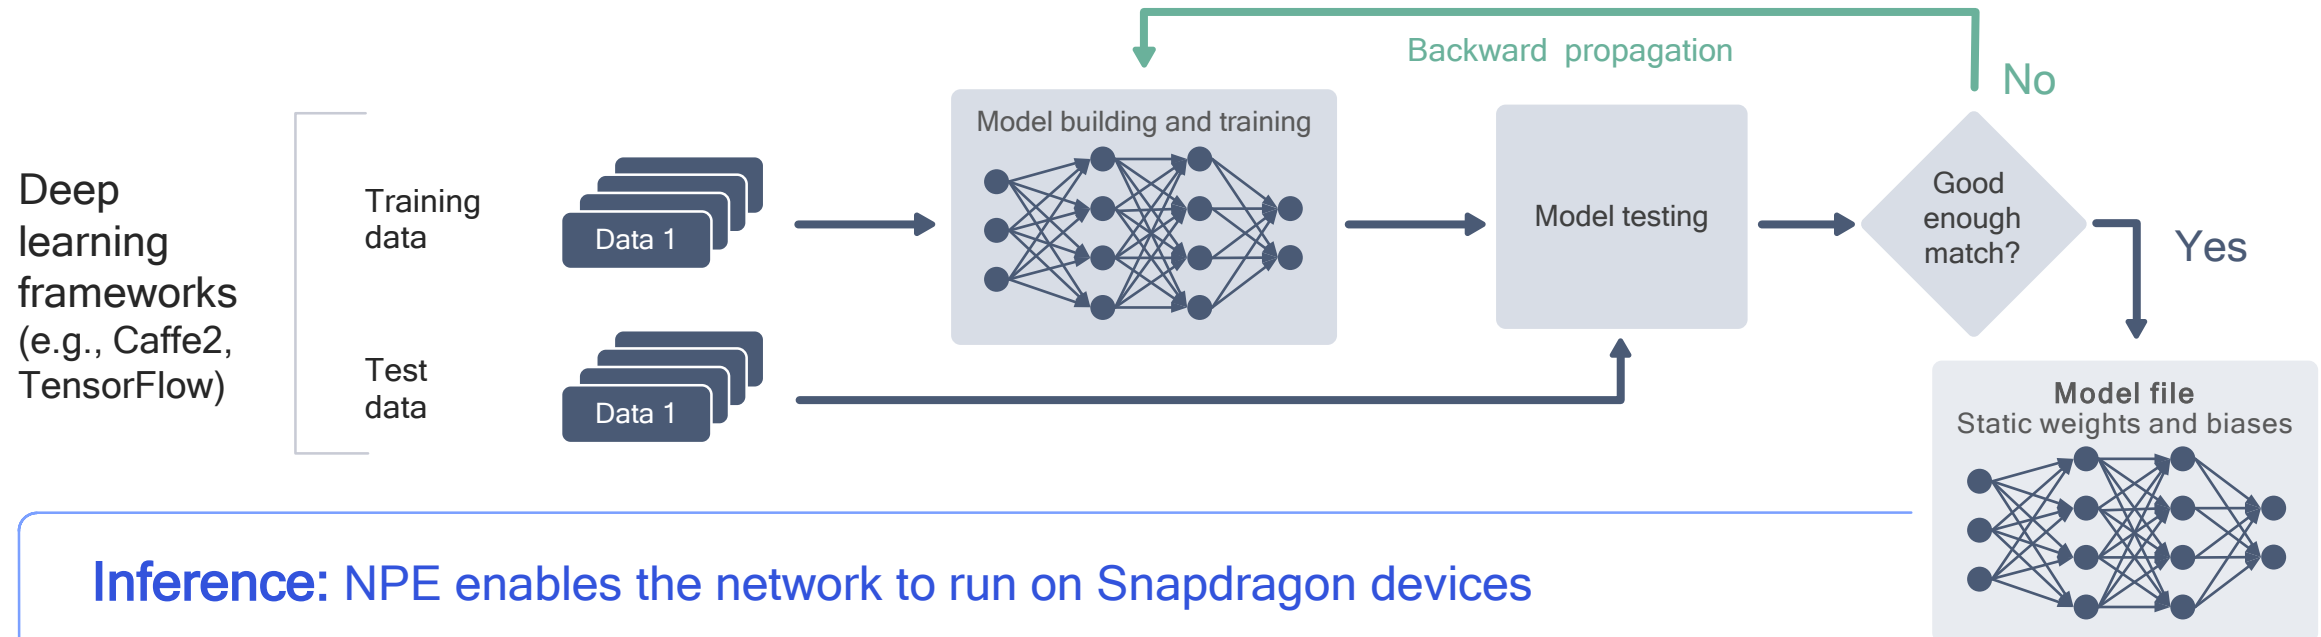 Backward propagation
No
Deep
learning
frameworks
(e.g., Caffe2,
TensorFlow)
Training
data
Data 1
Test
data
Data 1
Model building and training
Model testing
Good
enough
match?
Yes
Model file
Static weights and biases
Inference: NPE enables the network to run on Snapdragon devices